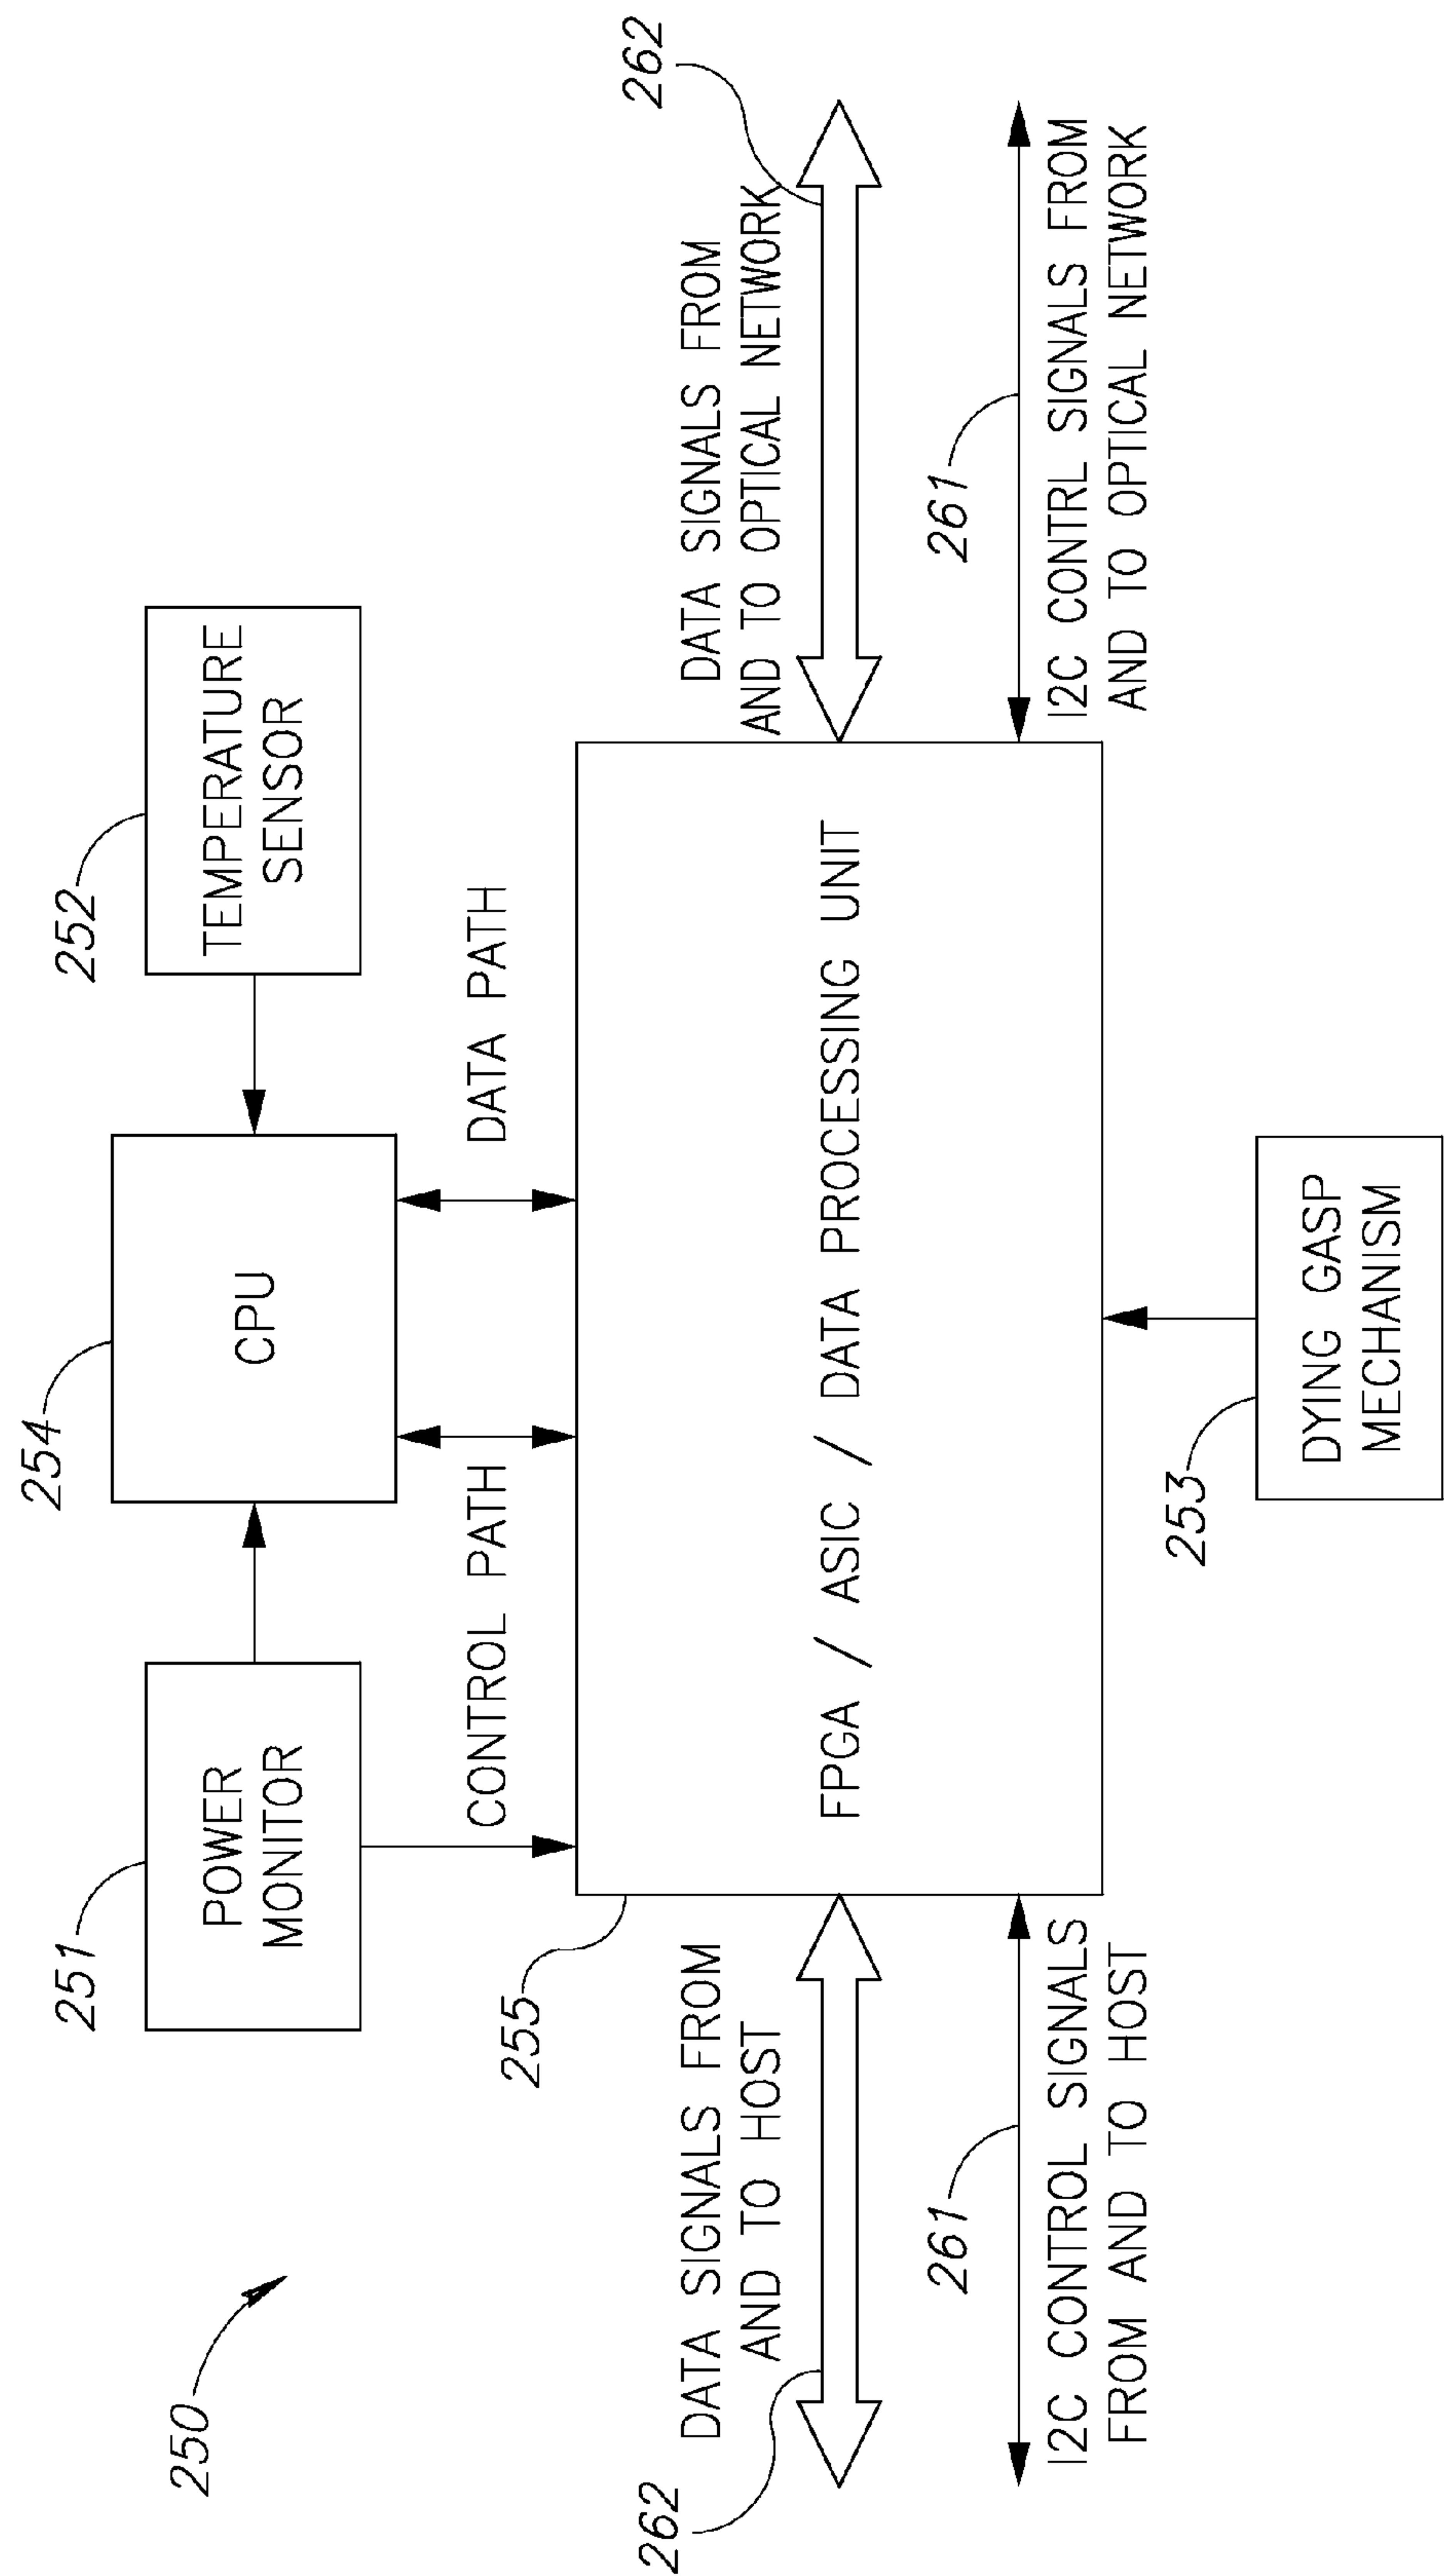 250
251
POWER
MONITOR
254
CPU
252
TEMPERATURE
SENSOR
CONTROL PATH
DATA PATH
255
FPGA / ASIC / DATA PROCESSING UNIT
262
DATA SIGNALS FROM
AND TO HOST
261
I2C CONTROL SIGNALS
FROM AND TO HOST
DATA SIGNALS FROM
AND TO OPTICAL NETWORK
262
261
I2C CONTRL SIGNALS FROM
AND TO OPTICAL NETWORK
253
DYING GASP
MECHANISM